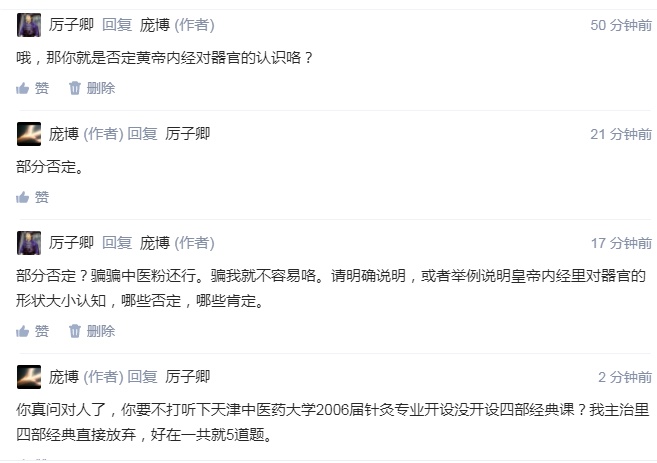 厉子卿 回复 庞博 (作者) 50 分钟前
哦，那你就是否定黄帝内经对器官的认识咯？
赞 删除
庞博 (作者) 回复 厉子卿 21 分钟前
部分否定。
赞
厉子卿 回复 庞博 (作者) 17 分钟前
部分否定？骗骗中医粉还行。骗我就不容易咯。请明确说明，或者举例说明皇帝内经里对器官的
形状大小认知，哪些否定，哪些肯定。
赞 删除
庞博 (作者) 回复 厉子卿 2 分钟前
你真问对人了，你要不打听下天津中医药大学2006届针灸专业开设没开设四部经典课？我主治里
四部经典直接放弃，好在一共就5道题。